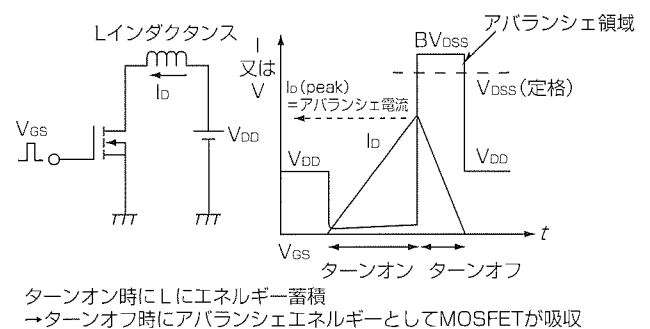 Lインダクタンス
ID
VGS
VDD
I
又は
V
ID(peak)
=アバランシェ電流
BVDSS
アバランシェ領域
VDSS(定格)
VDD
ID
VDD
VGS
t
ターンオン
ターンオフ
ターンオン時にLにエネルギー蓄積
→ターンオフ時にアバランシェエネルギーとしてMOSFETが吸収